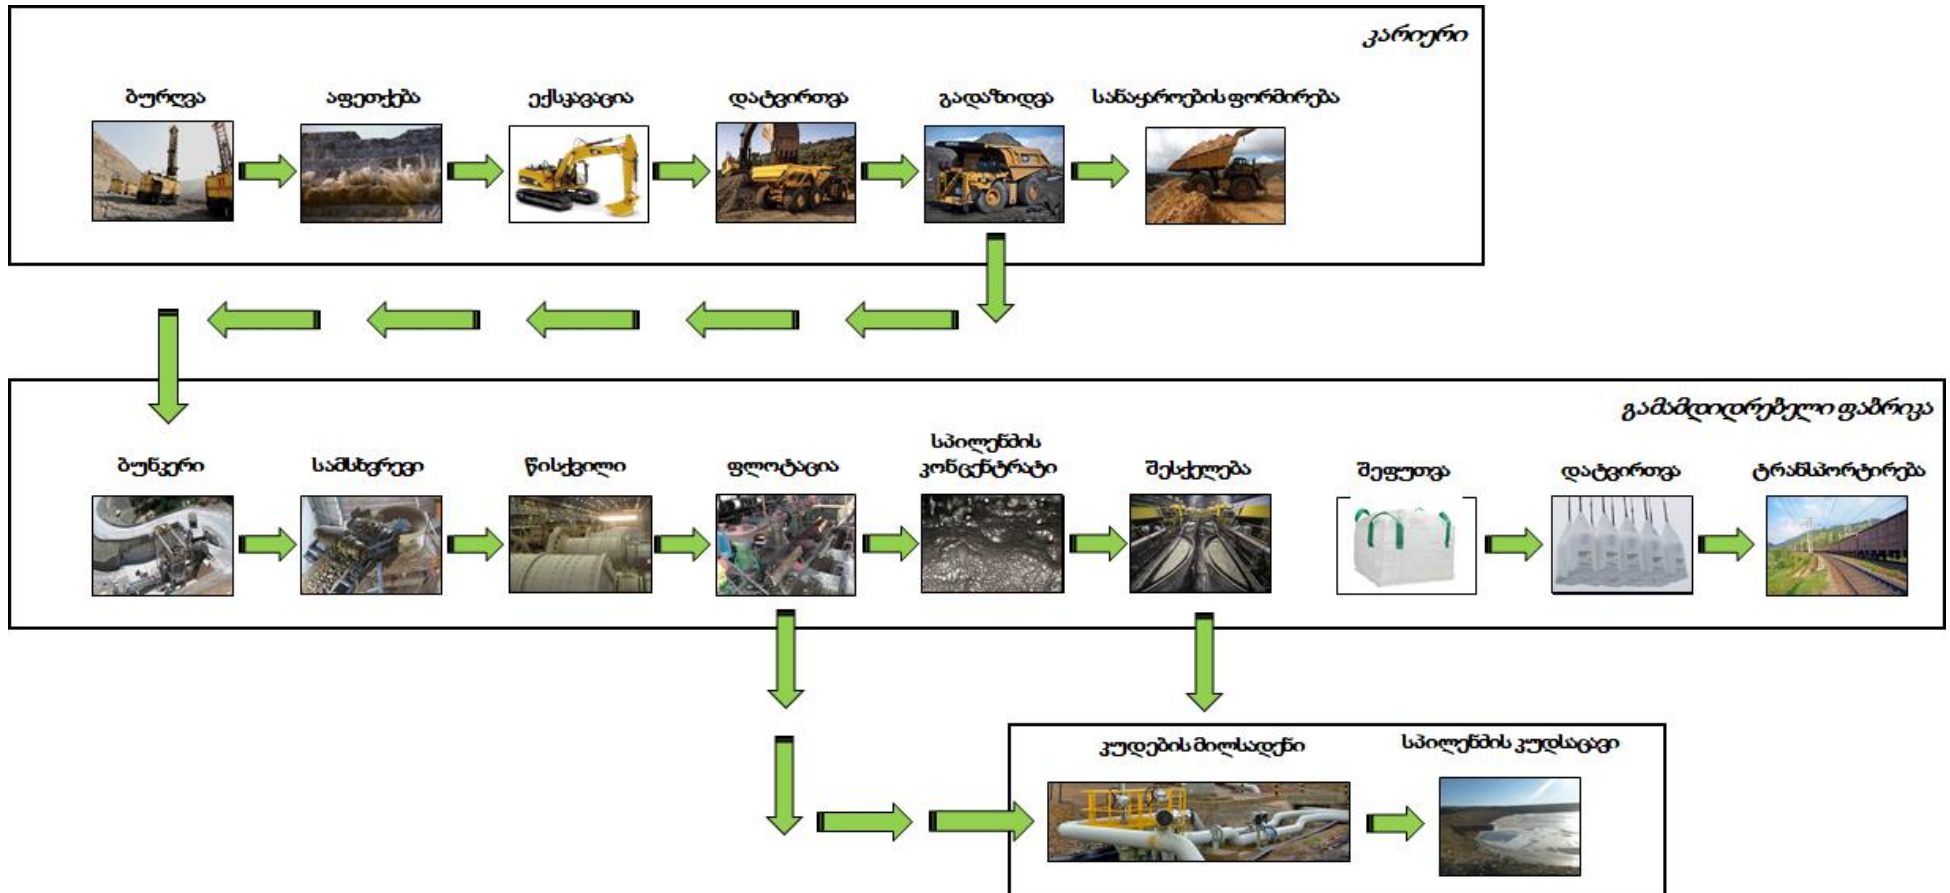 კარიერი
ბურღვა
აფეთქება
ექსკავაცია
დატვირთვა
გადაზიდვა
სანაყაროების ფორმირება
გამამდიდრებელი ფაბრიკა
ბუნკერი
სამსხვრევი
წისქვილი
ფლოტაცია
სპილენძის
კონცენტრატი
შესქელება
შეფუთვა
დატვირთვა
ტრანსპორტირება
კუდების მილსადენი
სპილენძის კუდსაცავი